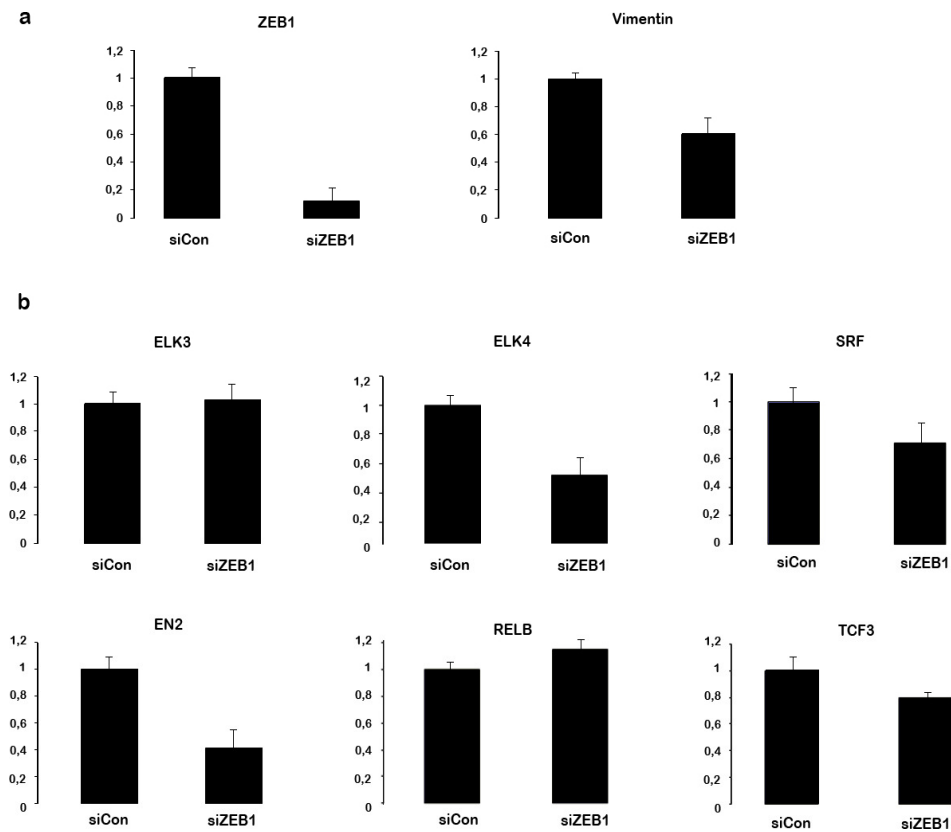 a
ZEB1
Vimentin
1,2
1
0,8
0,6
0,4
0,2
0
siCon
siZEB1
1,2
1
0,8
0,6
0,4
0,2
0
siCon
siZEB1
b
ELK3
ELK4
SRF
1,2
1
0,8
0,6
0,4
0,2
0
siCon
siZEB1
1,2
1
0,8
0,6
0,4
0,2
0
siCon
siZEB1
1,2
1
0,8
0,6
0,4
0,2
0
siCon
siZEB1
EN2
RELB
TCF3
1,2
1
0,8
0,6
0,4
0,2
0
siCon
siZEB1
1,2
1
0,8
0,6
0,4
0,2
0
siCon
siZEB1
1,2
1
0,8
0,6
0,4
0,2
0
siCon
siZEB1